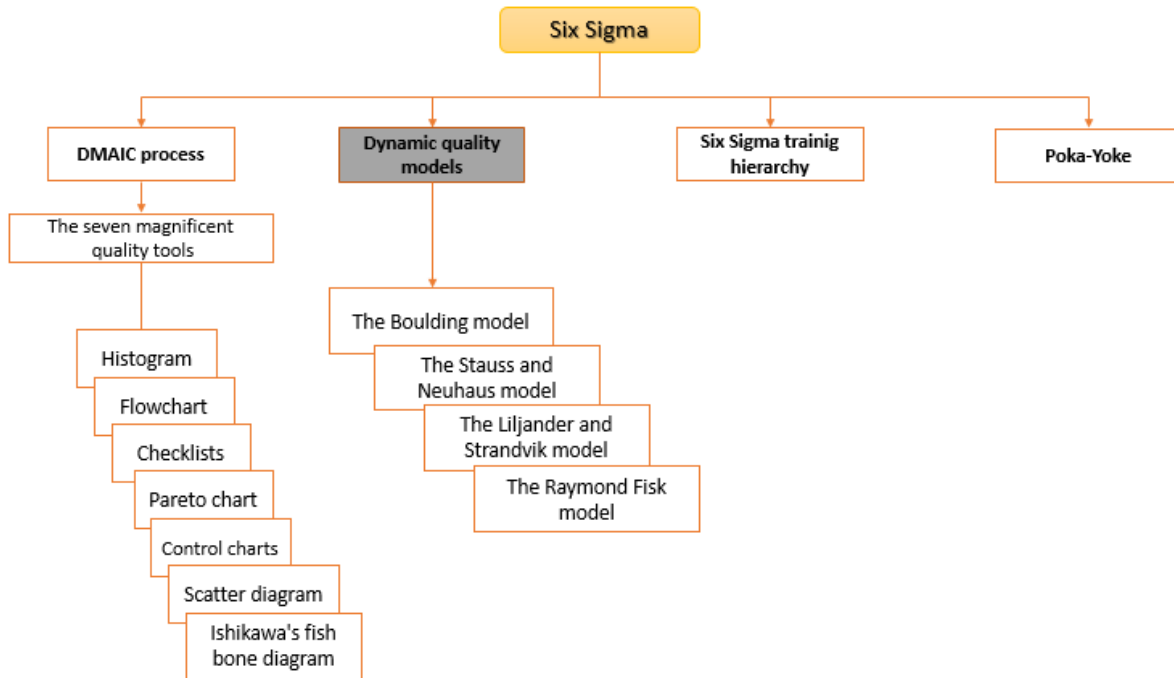 Six Sigma
DMAIC process
Dynamic quality
models
Six Sigma trainig
hierarchy
Poka-Yoke
The seven magnificent
quality tools
Histogram
Flowchart
Checklists
Pareto chart
Control charts
Scatter diagram
Ishikawa's fish
bone diagram
The Boulding model
The Stauss and
Neuhaus model
The Liljander and
Strandvik model
The Raymond Fisk
model